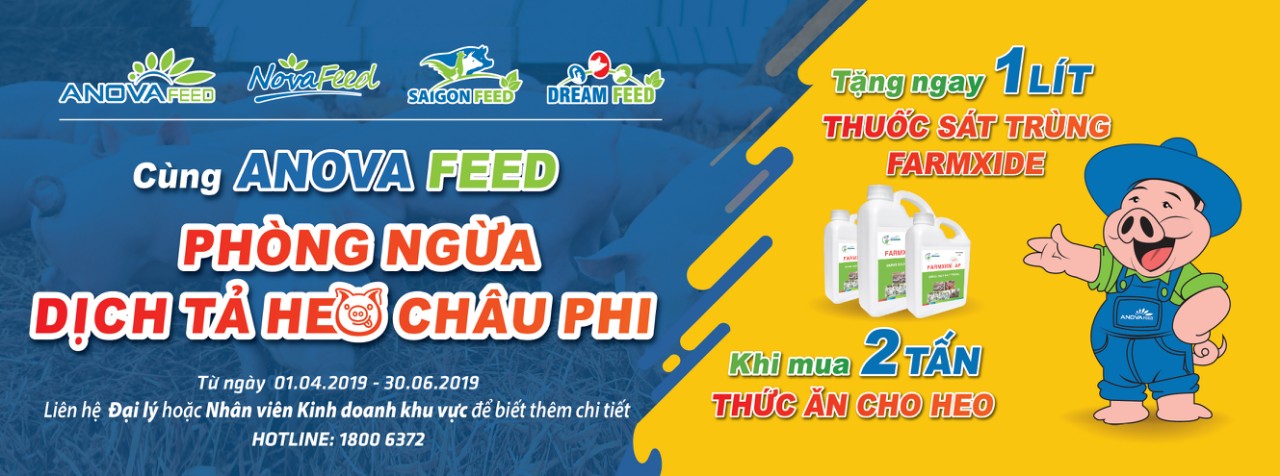 ANOVA FEED
NovaFeed
SAIGON FEED
DREAM FEED
Cùng ANOVA FEED
PHÒNG NGỪA
DỊCH TẢ HEO CHÂU PHI
Từ ngày 01.04.2019 - 30.06.2019
Liên hệ Đại lý hoặc Nhân viên Kinh doanh khu vực để biết thêm chi tiết
HOTLINE: 1800 6372
Tặng ngay 1 LÍT
THUỐC SÁT TRÙNG
FARMXIDE
FARMXIDE
Khi mua 2 TẤN
THỨC ĂN CHO HEO
ANOVAFEED